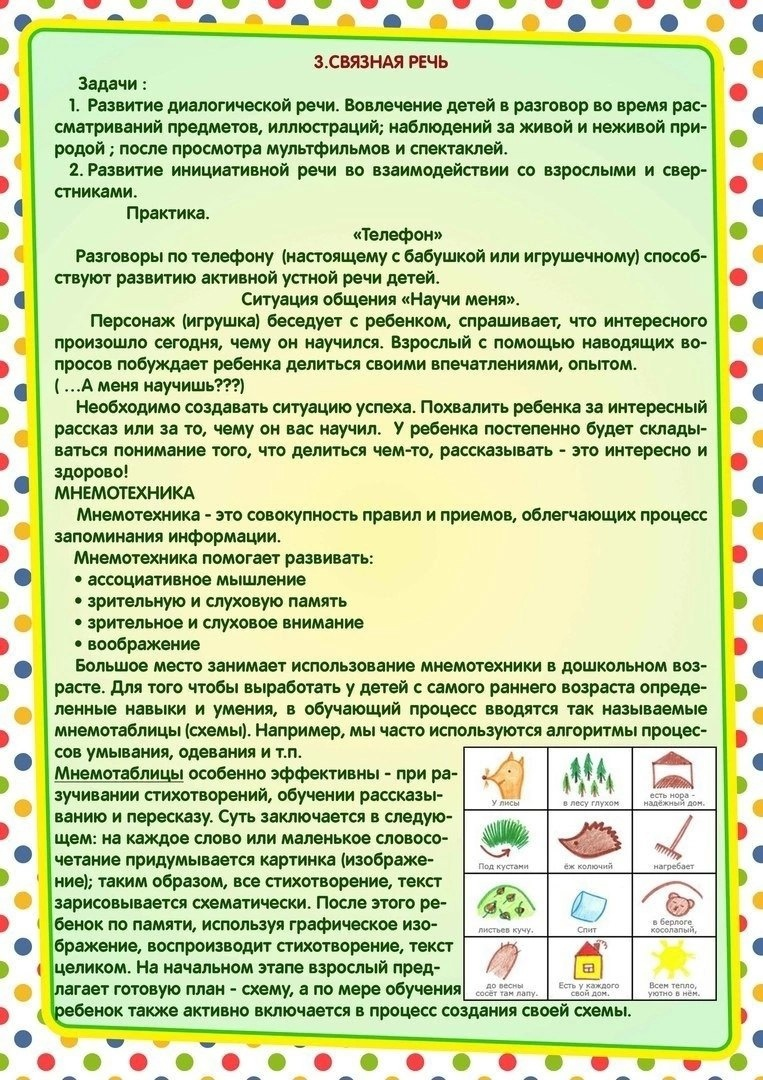 3.СВЯЗНАЯ РЕЧЬ
Задачи :
1. Развитие диалогической речи. Вовлечение детей в разговор во время рас-
сматриваний предметов, иллюстраций; наблюдений за живой и неживой при-
родой ; после просмотра мультфильмов и спектаклей.
2. Развитие инициативной речи во взаимодействии со взрослыми и свер-
стниками.
Практика.
«Телефон»
Разговоры по телефону (настоящему с бабушкой или игрушечному) способ-
ствуют развитию активной устной речи детей.
Ситуация общения «Научи меня».
Персонаж (игрушка) беседует с ребенком, спрашивает, что интересного
произошло сегодня, чему он научился. Взрослый с помощью наводящих во-
просов побуждает ребенка делиться своими впечатлениями, опытом.
( …А меня научишь???)
Необходимо создавать ситуацию успеха. Похвалить ребенка за интересный
рассказ или за то, чему он вас научил. У ребенка постепенно будет склады-
ваться понимание того, что делиться чем-то, рассказывать - это интересно и
здорово!
МНЕМОТЕХНИКА
Мнемотехника - это совокупность правил и приемов, облегчающих процесс
запоминания информации.
Мнемотехника помогает развивать:
• ассоциативное мышление
• зрительную и слуховую память
• зрительное и слуховое внимание
• воображение
Большое место занимает использование мнемотехники в дошкольном воз-
расте. Для того чтобы выработать у детей с самого раннего возраста опреде-
ленные навыки и умения, в обучающий процесс вводятся так называемые
мнемотаблицы (схемы). Например, мы часто используются алгоритмы процес-
сов умывания, одевания и т.п.
Мнемотаблицы особенно эффективны - при ра-
зучивании стихотворений, обучении рассказы-
ванию и пересказу. Суть заключается в следую-
щем: на каждое слово или маленькое словосо-
четание придумывается картинка (изображе-
ние); таким образом, все стихотворение, текст
зарисовывается схематически. После этого ре-
бенок по памяти, используя графическое изо-
бражение, воспроизводит стихотворение, текст
целиком. На начальном этапе взрослый пред-
лагает готовую план - схему, а по мере обучения
ребенок также активно включается в процесс создания своей схемы.
У лисы
в лесу глухом
есть нора -
надёжный дом.
Под кустами
ёж колючий
нагребает
листьев кучу.
Спит
в берлоге
косолапый,
до весны
сосёт там лапу.
Есть у каждого
свой дом.
Всем тепло,
уютно в нём.